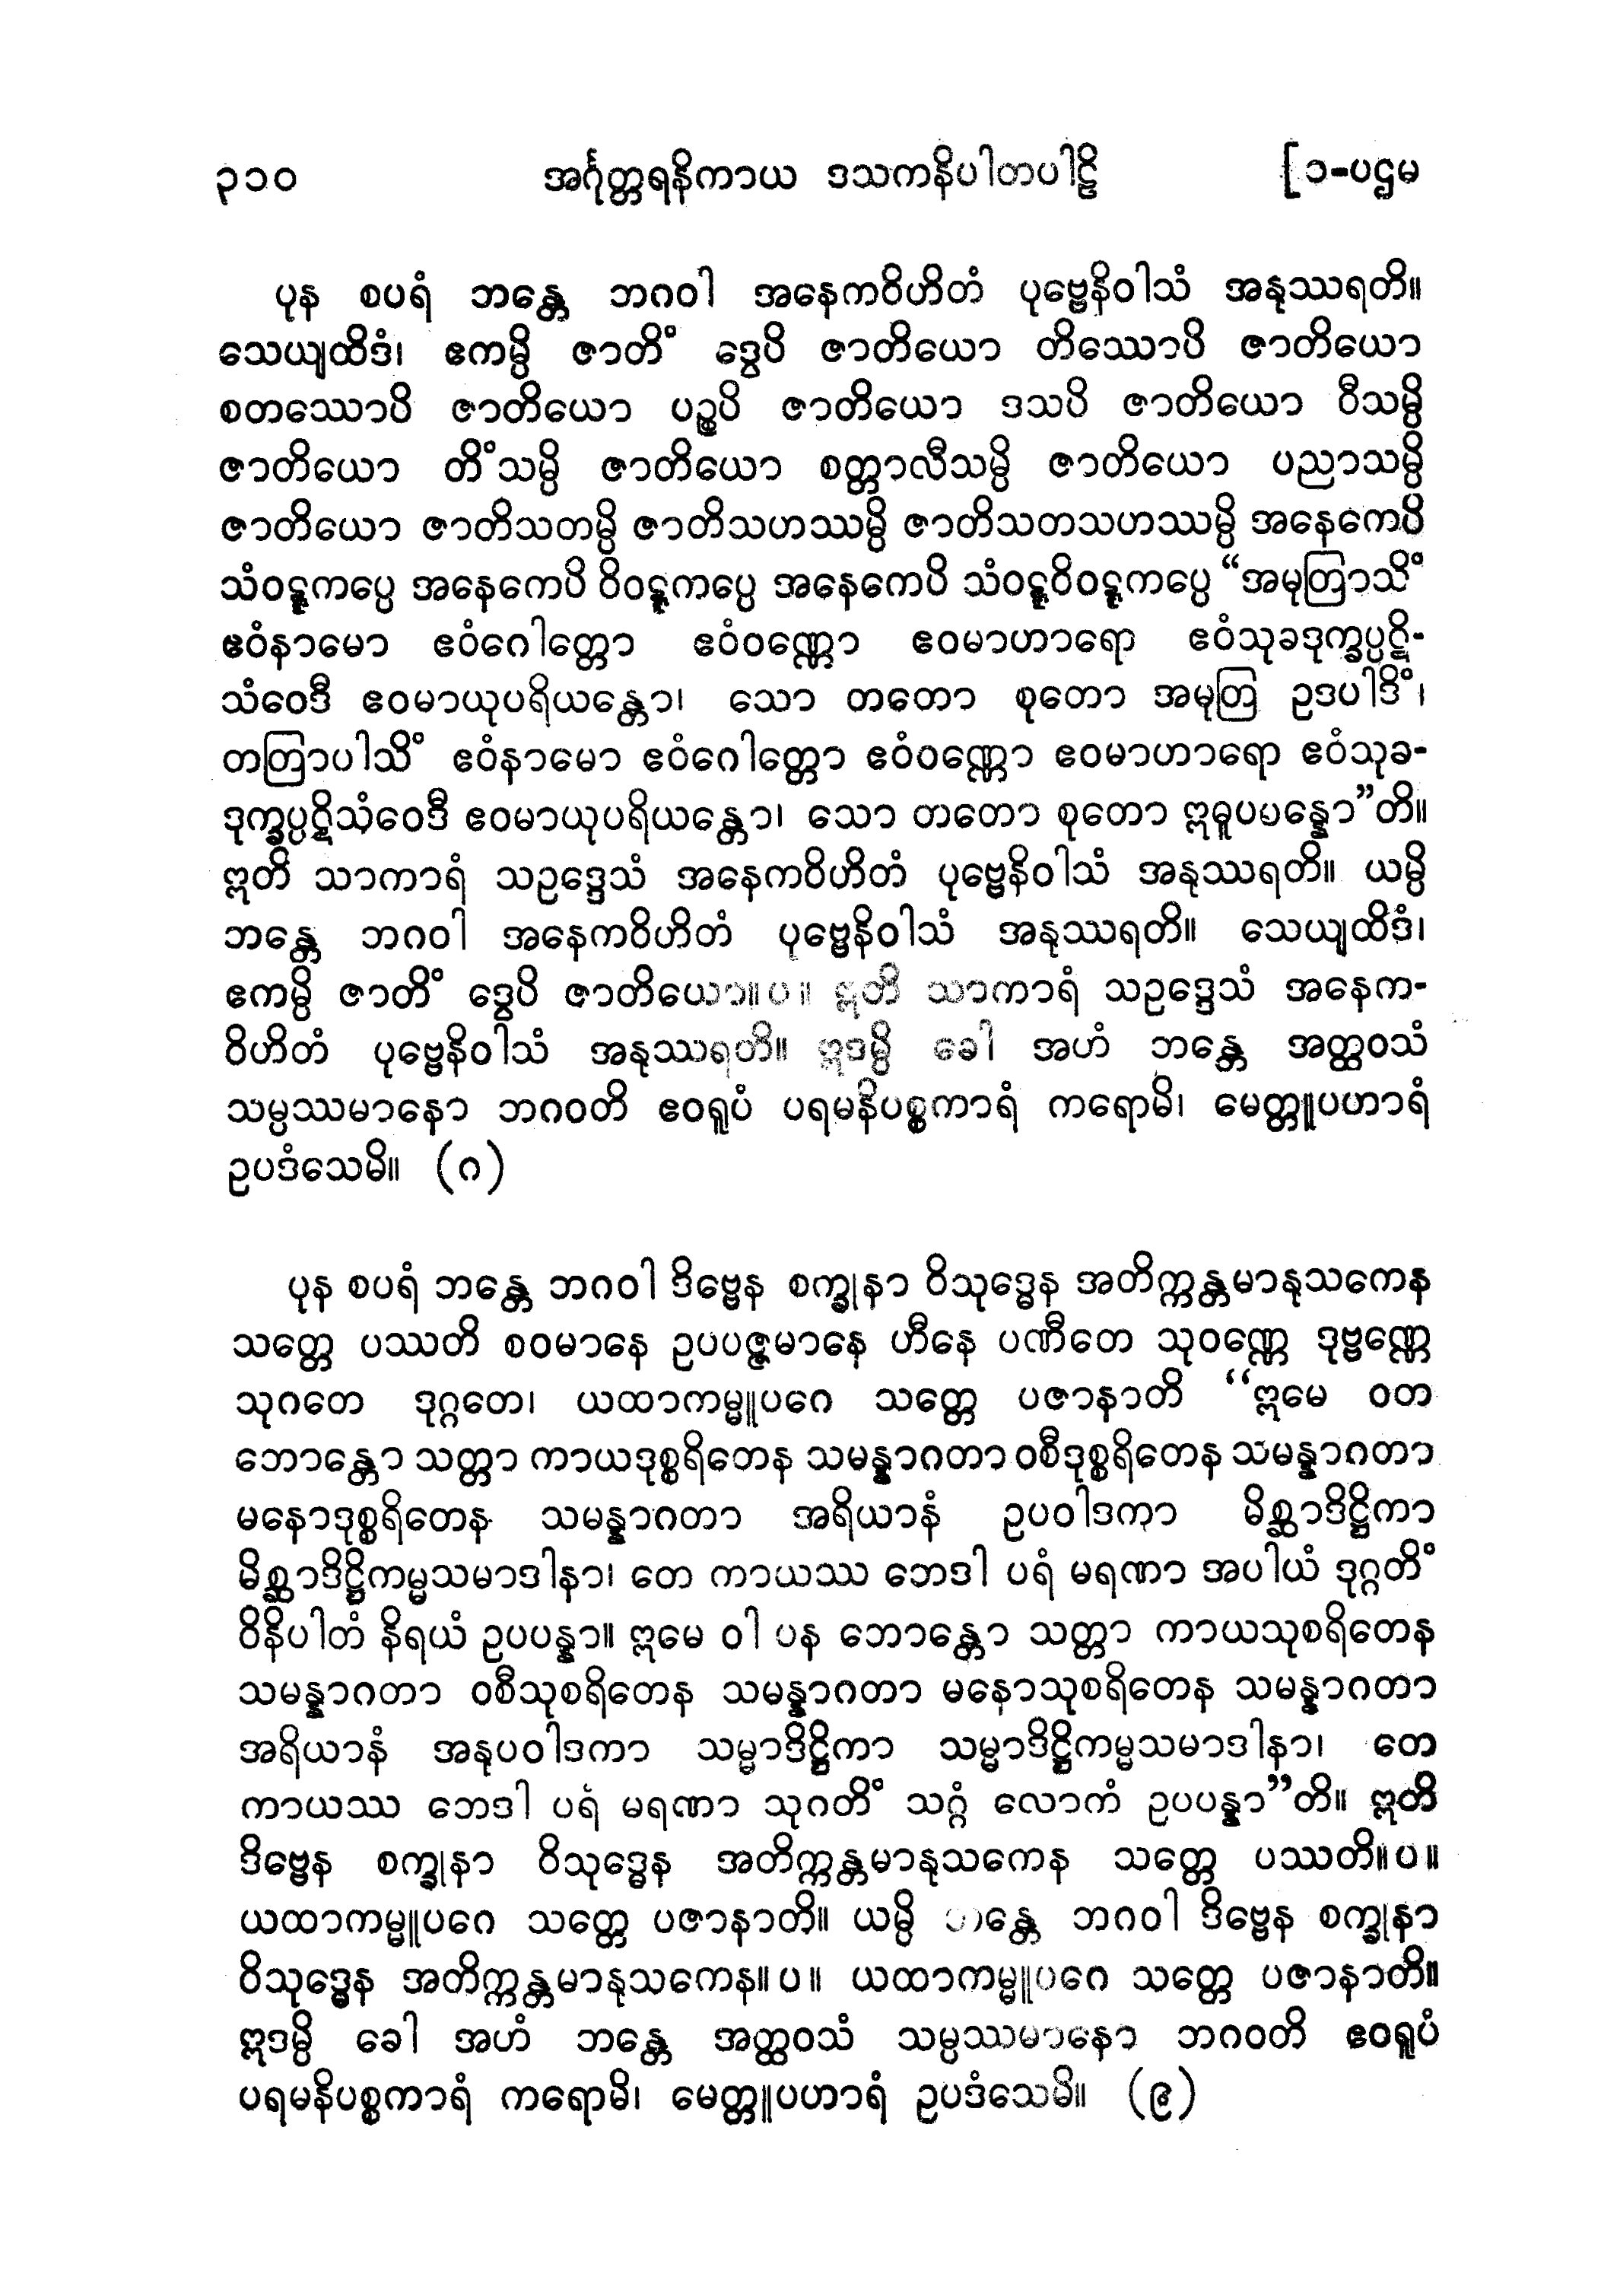 ၃၁၀ အင်္ဂုတ္တရနိကာယ ဒသကနိပါတပါဠိ [၁-ပဌမ
ပုန စပရံ ဘန္တေ ဘဂဝါ အနေကဝိဟိတံ ပုဗ္ဗေနိဝါသံ အနုဿရတိ။
သေယျထိဒံ၊ ဧကမ္ပိ ဇာတိံ ဒွေပိ ဇာတိယော တိဿောပိ ဇာတိယော
စတဿောပိ ဇာတိယော ပဉ္စပိ ဇာတိယော ဒသပိ ဇာတိယော ဝီသမ္ပိ
ဇာတိယော တိံသမ္ပိ ဇာတိယော စတ္တာလီသမ္ပိ ဇာတိယော ပညာသမ္ပိ
ဇာတိယော ဇာတိသတမ္ပိ ဇာတိသဟဿမ္ပိ ဇာတိသတသဟဿမ္ပိ အနေကေပိ
သံဝဋ္ဋကပ္ပေ အနေကေပိ ဝိဝဋ္ဋကပ္ပေ အနေကေပိ သံဝဋ္ဋဝိဝဋ္ဋကပ္ပေ “အမုတြာသိံ
ဧဝံနာမော ဧဝံဂေါတ္တော ဧဝံဝဏ္ဏော ဧဝမာဟာရော ဧဝံသုခဒုက္ခပ္ပဋိ-
သံဝေဒီ ဧဝမာယုပရိယန္တော၊ သော တတော စုတော အမုတြ ဥဒပါဒိံ၊
တတြာပါသိံ ဧဝံနာမော ဧဝံဂေါတ္တော ဧဝံဝဏ္ဏော ဧဝမာဟာရော ဧဝံသုခ-
ဒုက္ခပ္ပဋိသံဝေဒီ ဧဝမာယုပရိယန္တော၊ သော တတော စုတော ဣဓူပပန္နော”တိ။
ဣတိ သာကာရံ သဥဒ္ဒေသံ အနေကဝိဟိတံ ပုဗ္ဗေနိဝါသံ အနုဿရတိ။ ယမ္ပိ
ဘန္တေ ဘဂဝါ အနေကဝိဟိတံ ပုဗ္ဗေနိဝါသံ အနုဿရတိ။ သေယျထိဒံ၊
ဧကမ္ပိ ဇာတိံ ဒွေပိ ဇာတိယော။ပ။ ဣတိ သာကာရံ သဥဒ္ဒေသံ အနေက-
ဝိဟိတံ ပုဗ္ဗေနိဝါသံ အနုဿရတိ။ ဣဒမ္ပိ ခေါ အဟံ ဘန္တေ အတ္ထဝသံ
သမ္ပဿမာနော ဘဂဝတိ ဧဝရူပံ ပရမနိပစ္စကာရံ ကရောမိ၊ မေတ္တူပဟာရံ
ဥပဒံသေမိ။ (ဂ)
ပုန စပရံ ဘန္တေ ဘဂဝါ ဒိဗ္ဗေန စက္ခုနာ ဝိသုဒ္ဓေန အတိက္ကန္တမာနုသကေန
သတ္တေ ပဿတိ စဝမာနေ ဥပပဇ္ဇမာနေ ဟီနေ ပဏီတေ သုဝဏ္ဏေ ဒုဗ္ဗဏ္ဏေ
သုဂတေ ဒုဂ္ဂတေ၊ ယထာကမ္မူပဂေ သတ္တေ ပဇာနာတိ “ဣမေ ဝတ
ဘောန္တော သတ္တာ ကာယဒုစ္စရိတေန သမန္နာဂတာ ဝစီဒုစ္စရိတေန သမန္နာဂတာ
မနောဒုစ္စရိတေန သမန္နာဂတာ အရိယာနံ ဥပဝါဒကာ မိစ္ဆာဒိဋ္ဌိကာ
မိစ္ဆာဒိဋ္ဌိကမ္မသမာဒါနာ၊ တေ ကာယဿ ဘေဒါ ပရံ မရဏာ အပါယံ ဒုဂ္ဂတိံ
ဝိနိပါတံ နိရယံ ဥပပန္နာ။ ဣမေ ဝါ ပန ဘောန္တော သတ္တာ ကာယသုစရိတေန
သမန္နာဂတာ ဝစီသုစရိတေန သမန္နာဂတာ မနောသုစရိတေန သမန္နာဂတာ
အရိယာနံ အနုပဝါဒကာ သမ္မာဒိဋ္ဌိကာ သမ္မာဒိဋ္ဌိကမ္မသမာဒါနာ၊ တေ
ကာယဿ ဘေဒါ ပရံ မရဏာ သုဂတိံ သဂ္ဂံ လောကံ ဥပပန္နာ”တိ။ ဣတိ
ဒိဗ္ဗေန စက္ခုနာ ဝိသုဒ္ဓေန အတိက္ကန္တမာနုသကေန သတ္တေ ပဿတိ။ပ။
ယထာကမ္မူပဂေ သတ္တေ ပဇာနာတိ။ ယမ္ပိ ဘန္တေ ဘဂဝါ ဒိဗ္ဗေန စက္ခုနာ
ဝိသုဒ္ဓေန အတိက္ကန္တမာနုသကေန။ပ။ ယထာကမ္မူပဂေ သတ္တေ ပဇာနာတိ။
ဣဒမ္ပိ ခေါ အဟံ ဘန္တေ အတ္ထဝသံ သမ္ပဿမာနော ဘဂဝတိ ဧဝရူပံ
ပရမနိပစ္စကာရံ ကရောမိ၊ မေတ္တူပဟာရံ ဥပဒံသေမိ။ (၉)